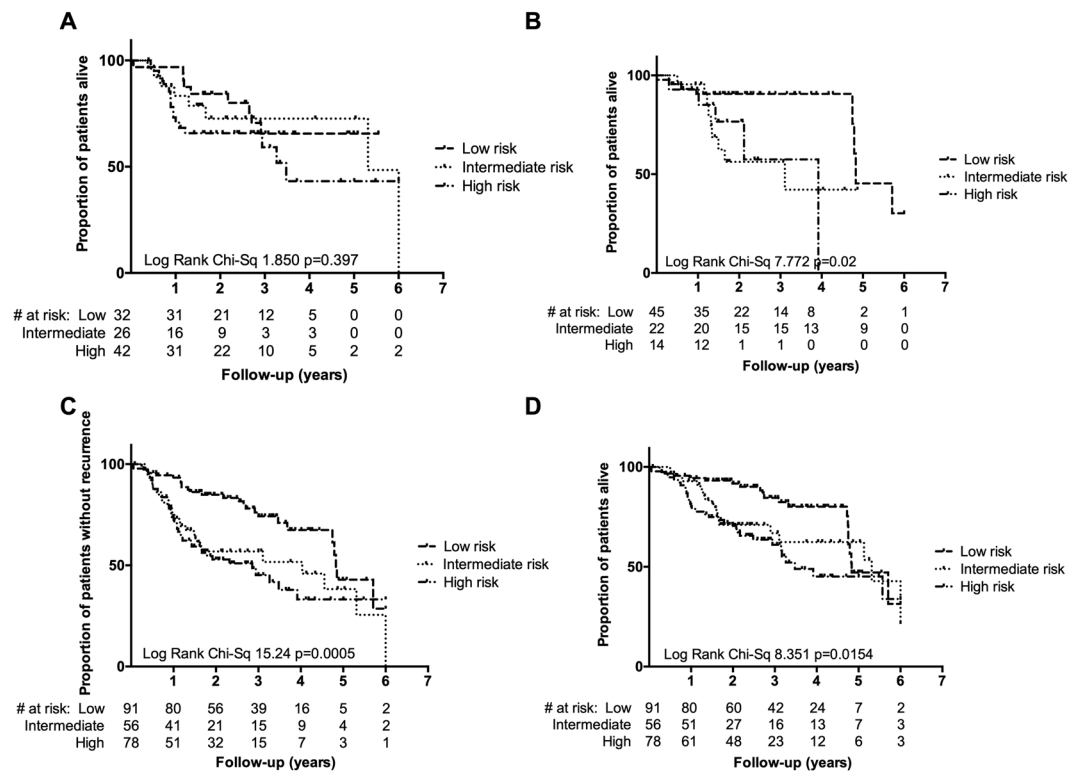 A
Proportion of patients alive
100
50
0
Low risk
Intermediate risk
High risk
Log Rank Chi-Sq 1.850 p=0.397
1 2 3 4 5 6 7
# at risk: Low 32 31 21 12 5 0 0
Intermediate 26 16 9 3 3 0 0
High 42 31 22 10 5 2 2
Follow-up (years)
B
Proportion of patients alive
100
50
0
Low risk
Intermediate risk
High risk
Log Rank Chi-Sq 7.772 p=0.02
1 2 3 4 5 6 7
# at risk: Low 45 35 22 14 8 2 1
Intermediate 22 20 15 15 13 9 0
High 14 12 1 1 0 0 0
Follow-up (years)
C
Proportion of patients without recurrence
100
50
0
Low risk
Intermediate risk
High risk
Log Rank Chi-Sq 15.24 p=0.0005
1 2 3 4 5 6 7
# at risk: Low 91 80 56 39 16 5 2
Intermediate 56 41 21 15 9 4 2
High 78 51 32 15 7 3 1
Follow-up (years)
D
Proportion of patients alive
100
50
0
Low risk
Intermediate risk
High risk
Log Rank Chi-Sq 8.351 p=0.0154
1 2 3 4 5 6 7
# at risk: Low 91 80 60 42 24 7 2
Intermediate 56 51 27 16 13 7 3
High 78 61 48 23 12 6 3
Follow-up (years)